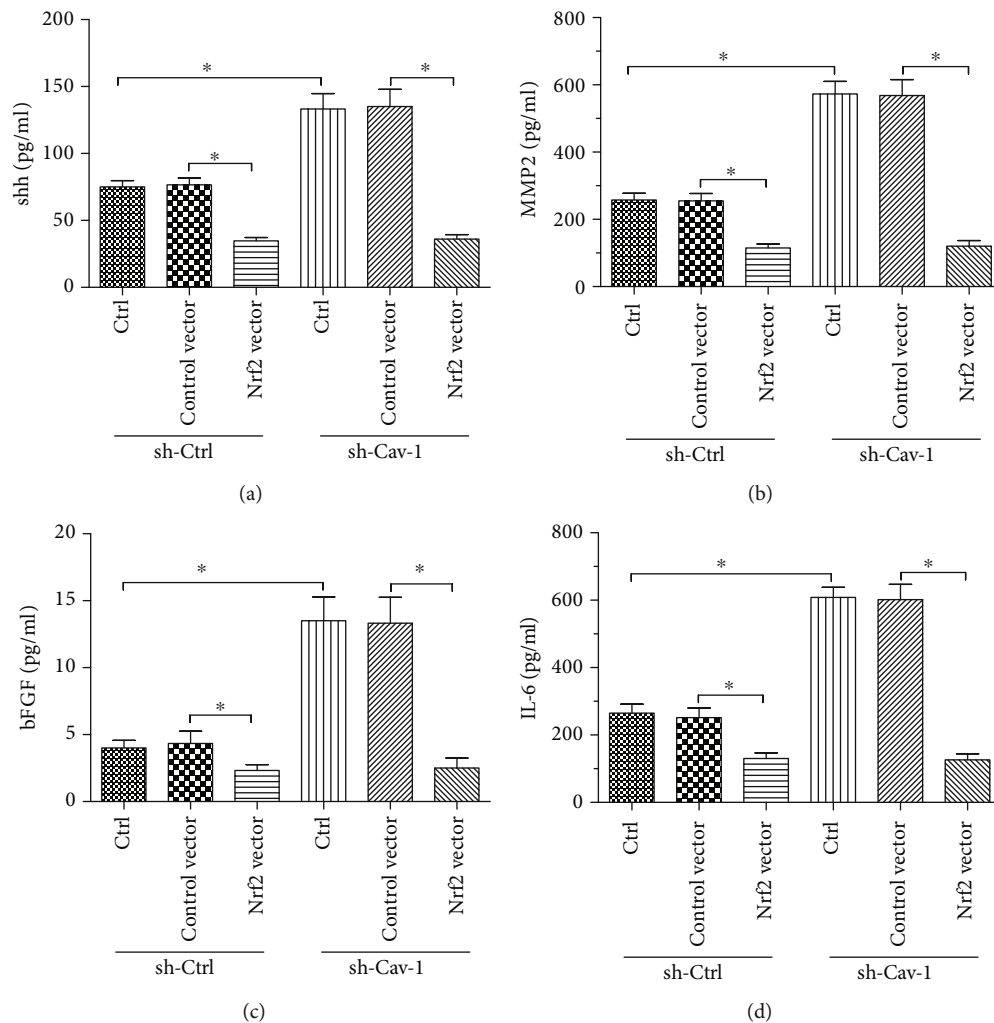 200
150
100
50
0
shh (pg/ml)
*
*
*
Ctrl
Control vector
Nrf2 vector
Ctrl
Control vector
Nrf2 vector
sh-Ctrl
sh-Cav-1
(a)
800
600
400
200
0
MMP2 (pg/ml)
*
*
*
Ctrl
Control vector
Nrf2 vector
Ctrl
Control vector
Nrf2 vector
sh-Ctrl
sh-Cav-1
(b)
20
15
10
5
0
bFGF (pg/ml)
*
*
*
Ctrl
Control vector
Nrf2 vector
Ctrl
Control vector
Nrf2 vector
sh-Ctrl
sh-Cav-1
(c)
800
600
400
200
0
IL-6 (pg/ml)
*
*
*
Ctrl
Control vector
Nrf2 vector
Ctrl
Control vector
Nrf2 vector
sh-Ctrl
sh-Cav-1
(d)